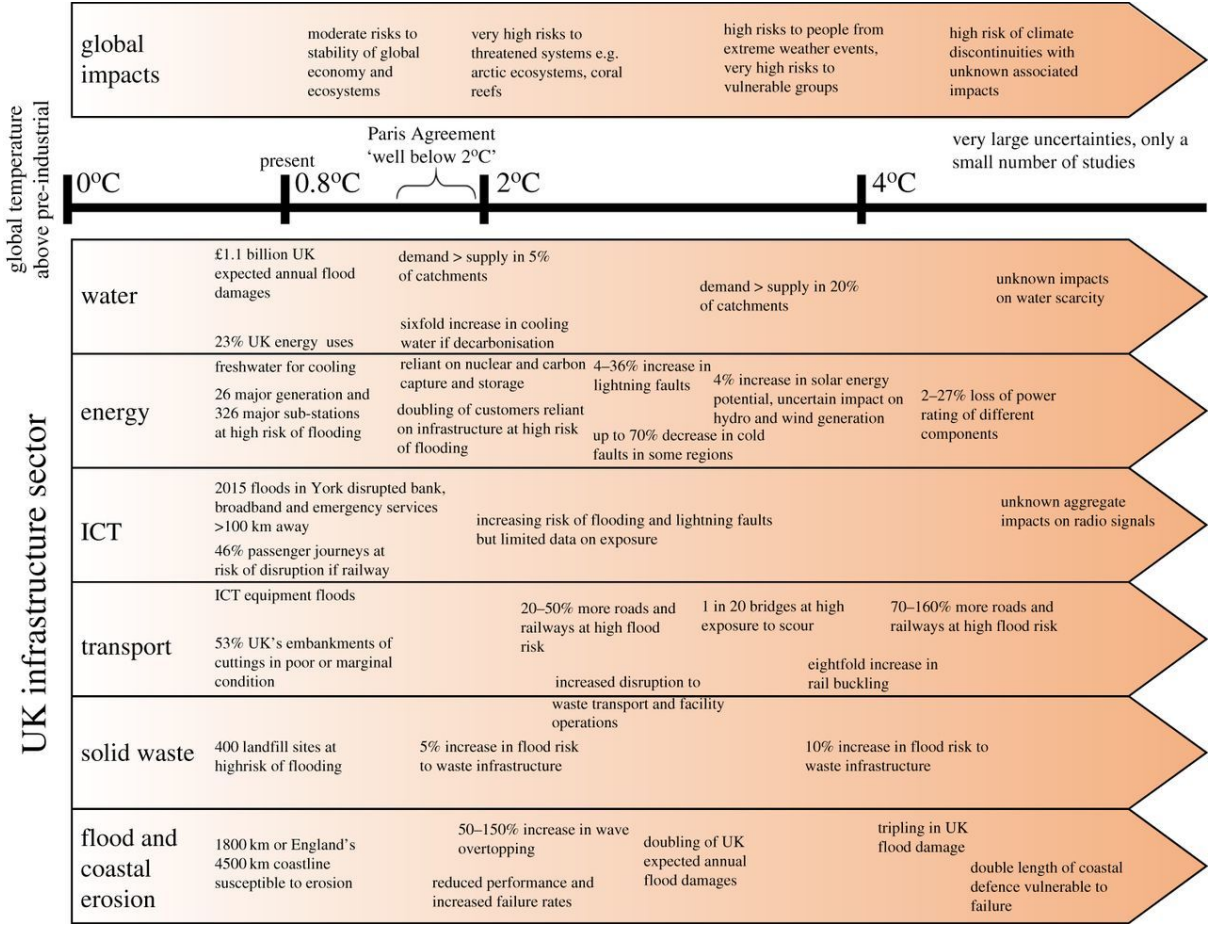 global
impacts
moderate risks to
stability of global
economy and
ecosystems
very high risks to
threatened systems e.g.
arctic ecosystems, coral
reefs
high risks to people from
extreme weather events,
very high risks to
vulnerable groups
high risk of climate
discontinuities with
unknown associated
impacts
global temperature
above pre-industrial
0°C
present
0.8°C
Paris Agreement
‘well below 2°C’
2°C
4°C
very large uncertainties, only a
small number of studies
UK infrastructure sector
water
£1.1 billion UK
expected annual flood
damages
23% UK energy uses
demand > supply in 5%
of catchments
sixfold increase in cooling
water if decarbonisation
demand > supply in 20%
of catchments
unknown impacts
on water scarcity
energy
freshwater for cooling
26 major generation and
326 major sub-stations
at high risk of flooding
reliant on nuclear and carbon
capture and storage
doubling of customers reliant
on infrastructure at high risk
of flooding
4–36% increase in
lightning faults
up to 70% decrease in cold
faults in some regions
4% increase in solar energy
potential, uncertain impact on
hydro and wind generation
2–27% loss of power
rating of different
components
ICT
2015 floods in York disrupted bank,
broadband and emergency services
>100 km away
46% passenger journeys at
risk of disruption if railway
increasing risk of flooding and lightning faults
but limited data on exposure
unknown aggregate
impacts on radio signals
transport
ICT equipment floods
53% UK’s embankments of
cuttings in poor or marginal
condition
20–50% more roads and
railways at high flood
risk
increased disruption to
1 in 20 bridges at high
exposure to scour
eightfold increase in
rail buckling
70–160% more roads and
railways at high flood risk
solid waste
waste transport and facility
operations
400 landfill sites at
highrisk of flooding
5% increase in flood risk
to waste infrastructure
10% increase in flood risk to
waste infrastructure
flood and
coastal
erosion
1800 km or England’s
4500 km coastline
susceptible to erosion
50–150% increase in wave
overtopping
reduced performance and
increased failure rates
doubling of UK
expected annual
flood damages
tripling in UK
flood damage
double length of coastal
defence vulnerable to
failure